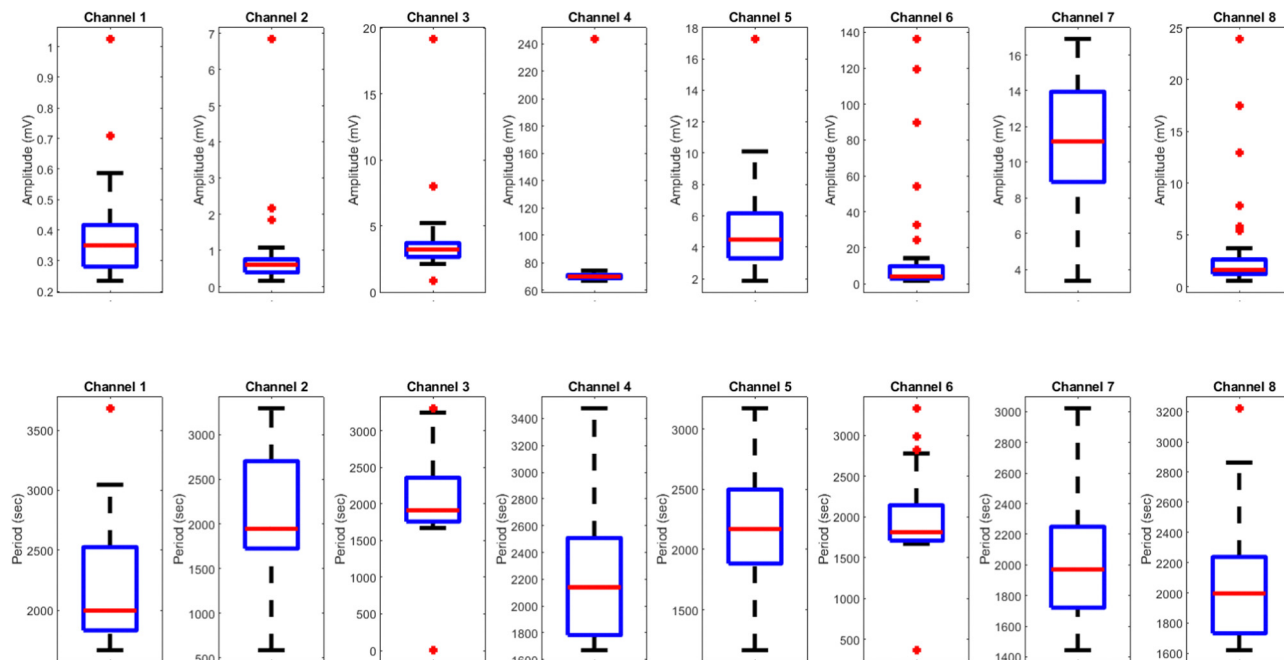 Channel 1 Channel 2 Channel 3 Channel 4 Channel 5 Channel 6 Channel 7 Channel 8
Amplitude (mV) Amplitude (mV) Amplitude (mV) Amplitude (mV) Amplitude (mV) Amplitude (mV) Amplitude (mV) Amplitude (mV)
1 0.9 0.8 0.7 0.6 0.5 0.4 0.3 0.2
7 6 5 4 3 2 1 0
20 15 10 5 0
240 220 200 180 160 140 120 100 80 60
18 16 14 12 10 8 6 4 2
140 120 100 80 60 40 20 0
16 14 12 10 8 6 4
25 20 15 10 5 0
Channel 1 Channel 2 Channel 3 Channel 4 Channel 5 Channel 6 Channel 7 Channel 8
Period (sec) Period (sec) Period (sec) Period (sec) Period (sec) Period (sec) Period (sec) Period (sec)
3500 3000 2500 2000
3000 2500 2000 1500 1000 500
3000 2500 2000 1500 1000 500 0
3400 3200 3000 2800 2600 2400 2200 2000 1800 1600
3000 2500 2000 1500
3000 2500 2000 1500 1000 500
3000 2800 2600 2400 2200 2000 1800 1600 1400
3200 3000 2800 2600 2400 2200 2000 1800 1600